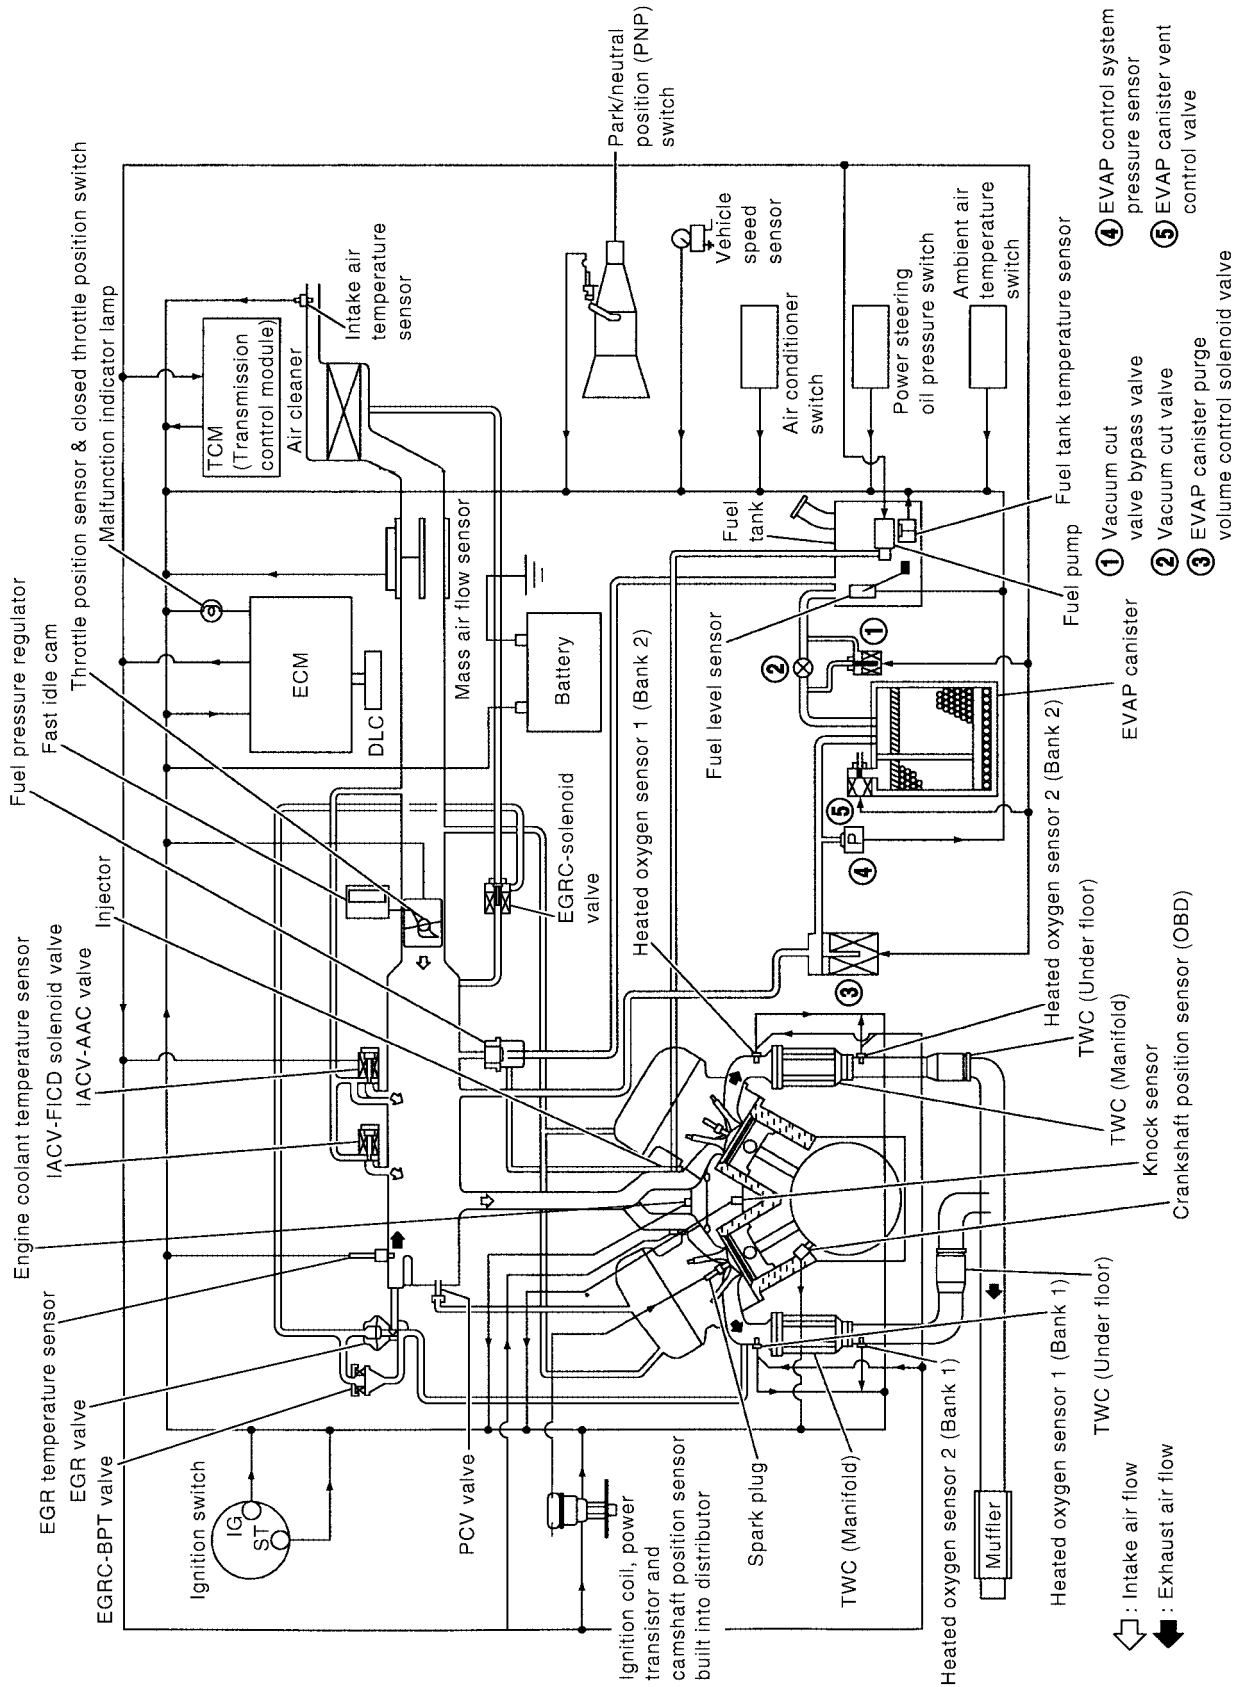 Fuel pressure regulator
Fast idle cam
Throttle position sensor & closed throttle position switch
Malfunction indicator lamp
Injector
Engine coolant temperature sensor
IACV-FICD solenoid valve
IACV-AAC valve
EGR temperature sensor
EGR valve
EGRC-BPT valve
Ignition switch
IG
ST
ECM
DLC
TCM
(Transmission
control module)
Air cleaner
Intake air
temperature
sensor
Mass air flow sensor
Battery
EGRC-solenoid
valve
PCV valve
Park/neutral
position (PNP)
switch
Vehicle
speed
sensor
Air conditioner
switch
Power steering
oil pressure switch
Ambient air
temperature
switch
Fuel
tank
Fuel tank temperature sensor
Fuel pump
Fuel level sensor
Heated oxygen sensor 1 (Bank 2)
1
2
3
4
5
P
EVAP canister
Heated oxygen sensor 2 (Bank 2)
TWC (Under floor)
TWC (Manifold)
Knock sensor
Crankshaft position sensor (OBD)
Ignition coil, power
transistor and
camshaft position sensor
built into distributor
Spark plug
TWC (Manifold)
Heated oxygen sensor 2 (Bank 1)
Heated oxygen sensor 1 (Bank 1)
TWC (Under floor)
Muffler
: Intake air flow
: Exhaust air flow
1 Vacuum cut
valve bypass valve
2 Vacuum cut valve
3 EVAP canister purge
volume control solenoid valve
4 EVAP control system
pressure sensor
5 EVAP canister vent
control valve